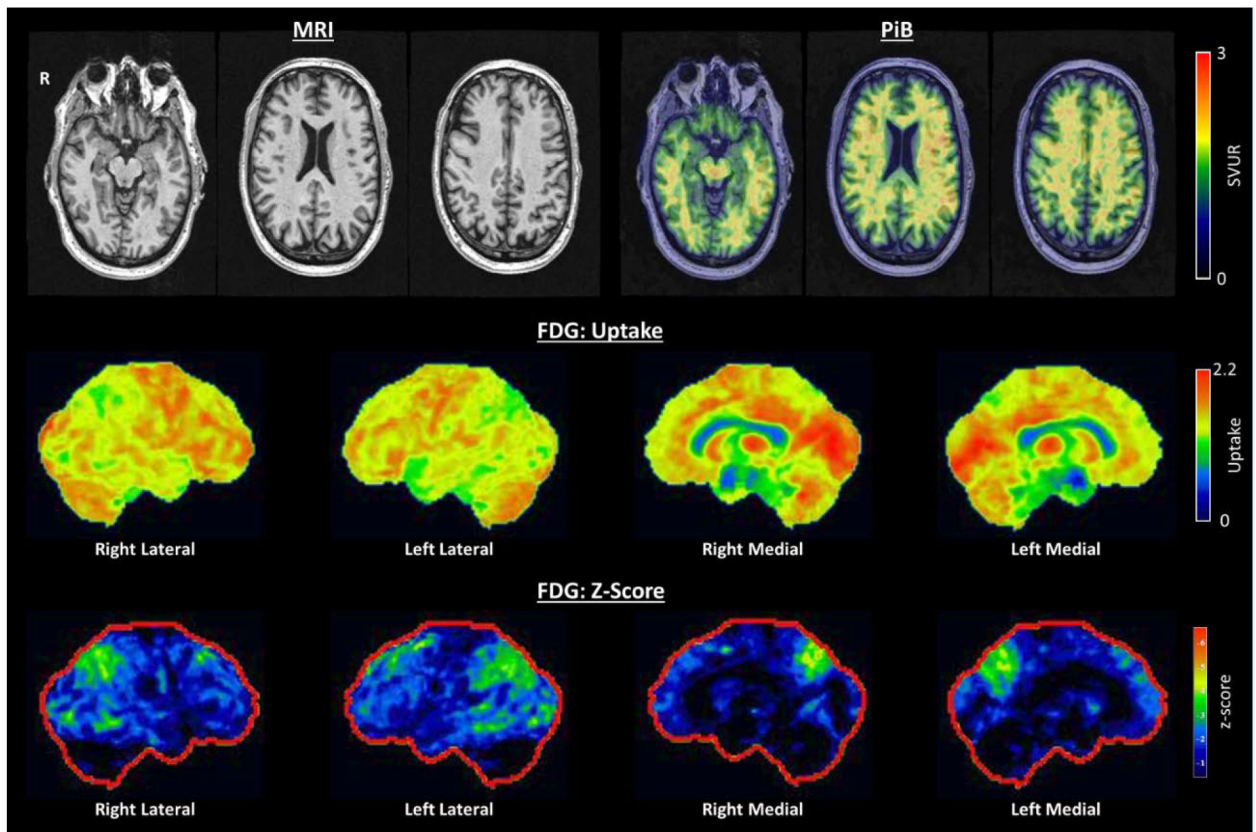 MRI
PiB
R
3
SVUR
0
FDG: Uptake
2.2
Uptake
0
Right Lateral
Left Lateral
Right Medial
Left Medial
FDG: Z-Score
z-score
Right Lateral
Left Lateral
Right Medial
Left Medial